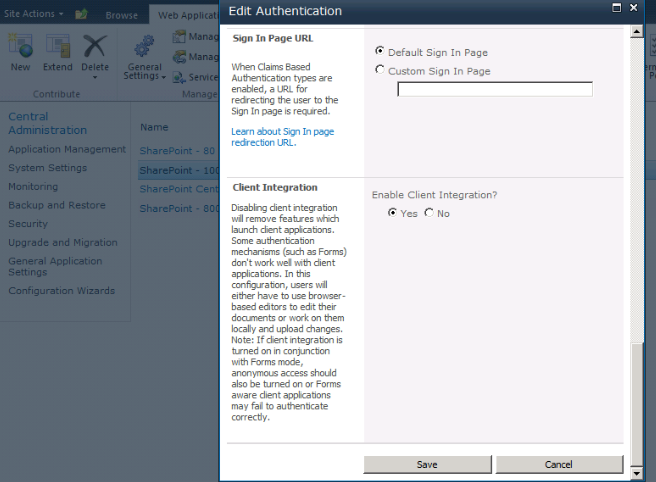 Site Actions
Browse
Web Applicati
New
Extend
Delete
General
Settings
Manag
Manag
Service
Contribute
Manage
Central
Administration
Application Management
System Settings
Monitoring
Backup and Restore
Security
Upgrade and Migration
General Application
Settings
Configuration Wizards
Name
SharePoint - 80
SharePoint - 100
SharePoint Cent
SharePoint - 800
Edit Authentication
Sign In Page URL
When Claims Based
Authentication types are
enabled, a URL for
redirecting the user to the
Sign In page is required.
Learn about Sign In page
redirection URL.
Default Sign In Page
Custom Sign In Page
Client Integration
Disabling client integration
will remove features which
launch client applications.
Some authentication
mechanisms (such as Forms)
don't work well with client
applications. In this
configuration, users will
either have to use browser-
based editors to edit their
documents or work on them
locally and upload changes.
Note: If client integration is
turned on in conjunction
with Forms mode,
anonymous access should
also be turned on or Forms
aware client applications
may fail to authenticate
correctly.
Enable Client Integration?
Yes No
Save
Cancel